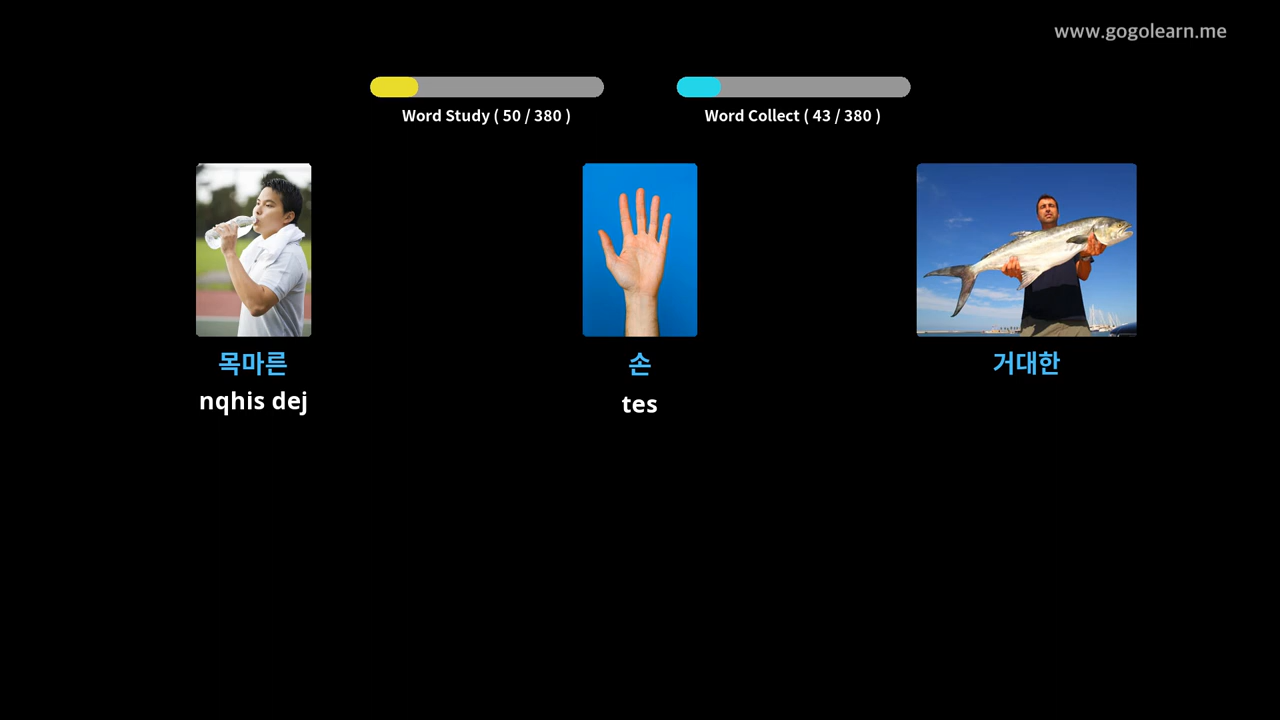 www.gogolearn.me
Word Study ( 50 / 380 )
Word Collect ( 43 / 380 )
목마른
nqhis dej
손
tes
거대한